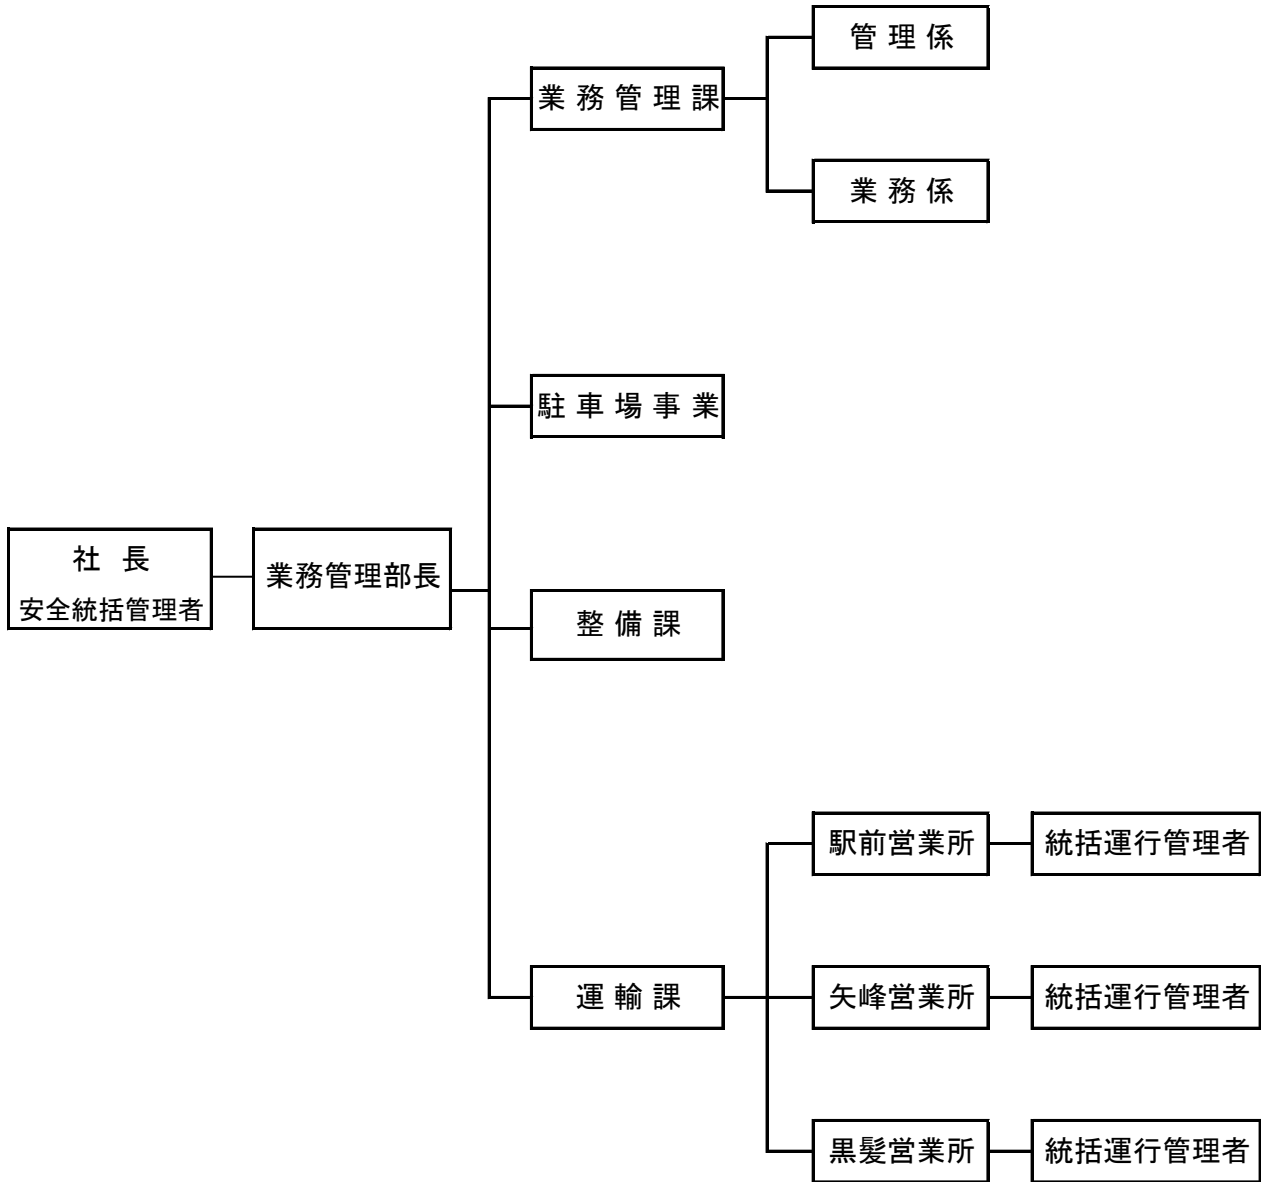 管理係
業務管理課
業務係
駐車場事業
社長
安全統括管理者
業務管理部長
整備課
駅前営業所
統括運行管理者
運輸課
矢峰営業所
統括運行管理者
黒髪営業所
統括運行管理者